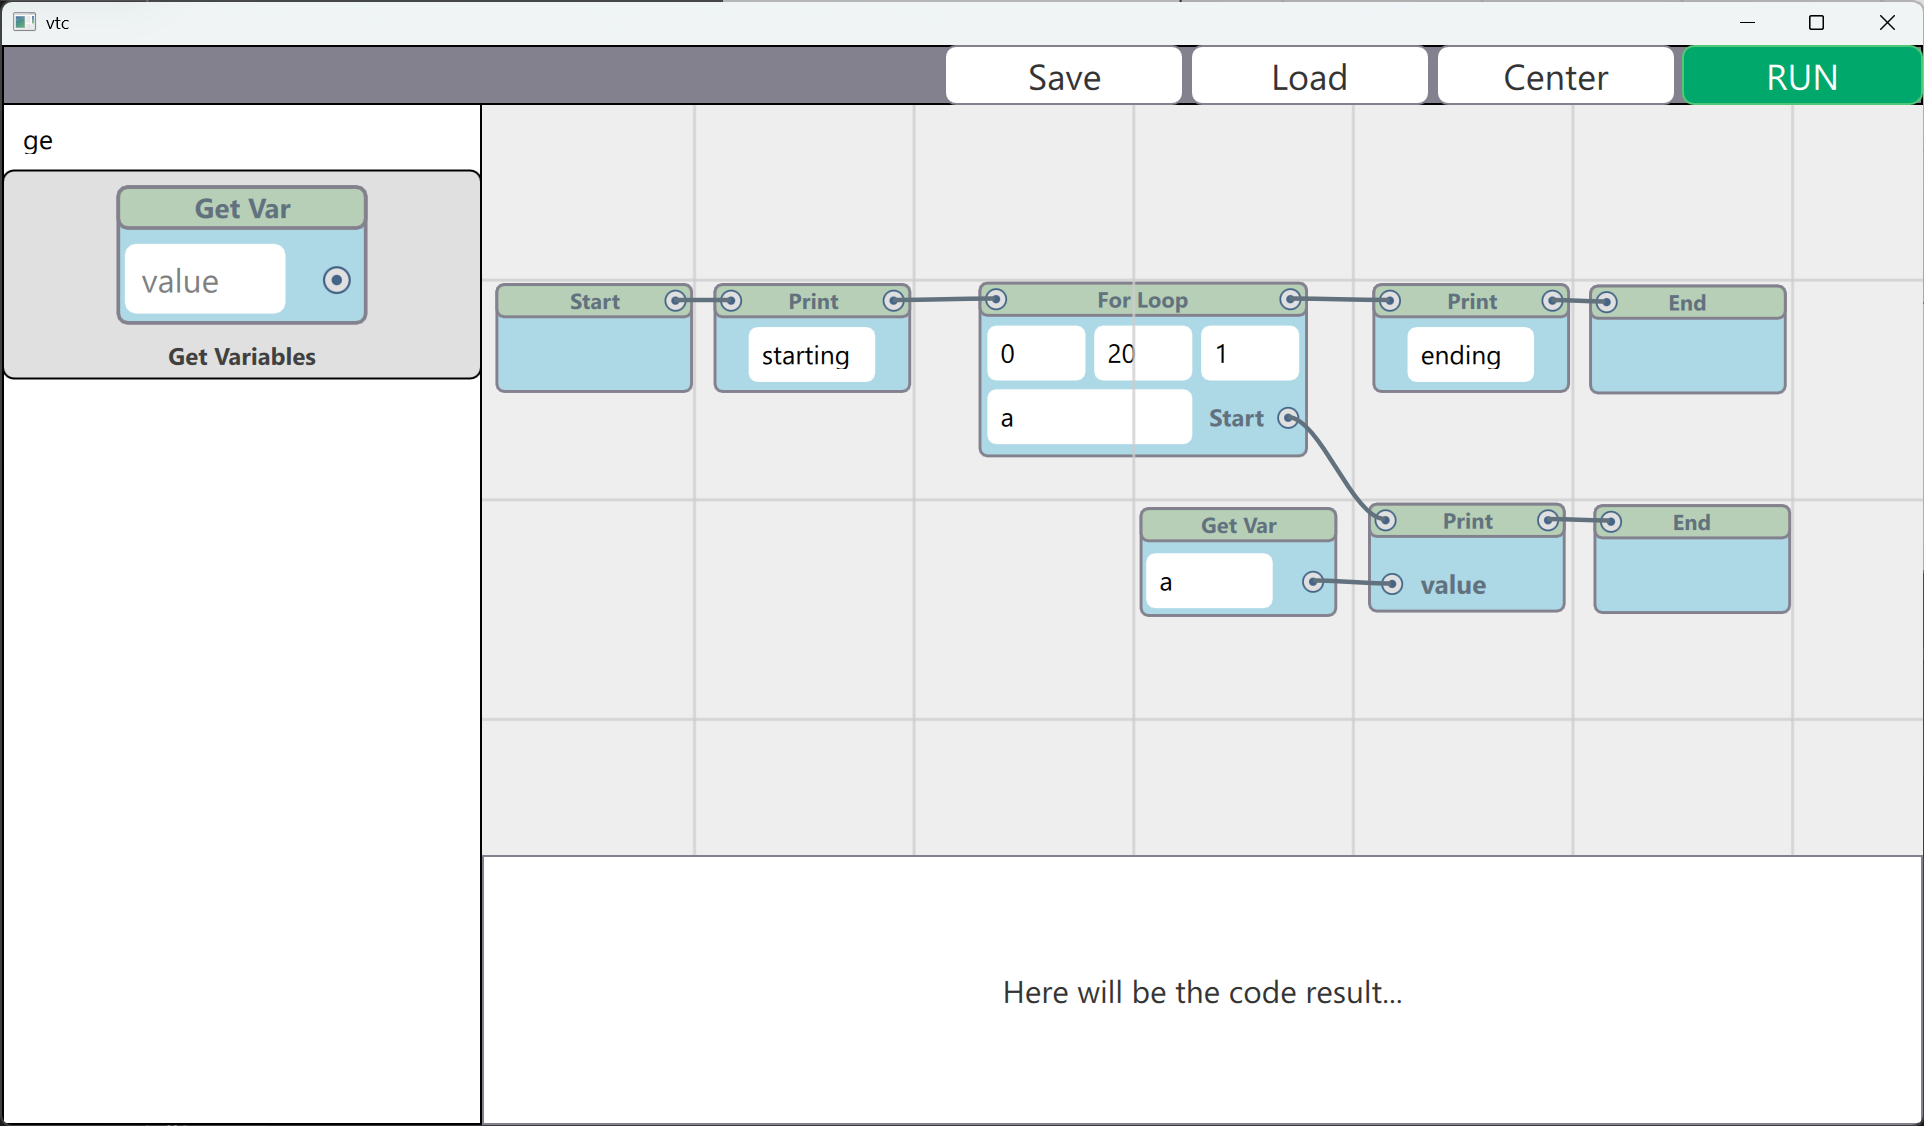 vtc
Save Load Center RUN
ge
Get Var
value
Get Variables
Start Print For Loop Print End
starting 0 20 1 ending
a Start
Get Var Print End
a value
Here will be the code result...